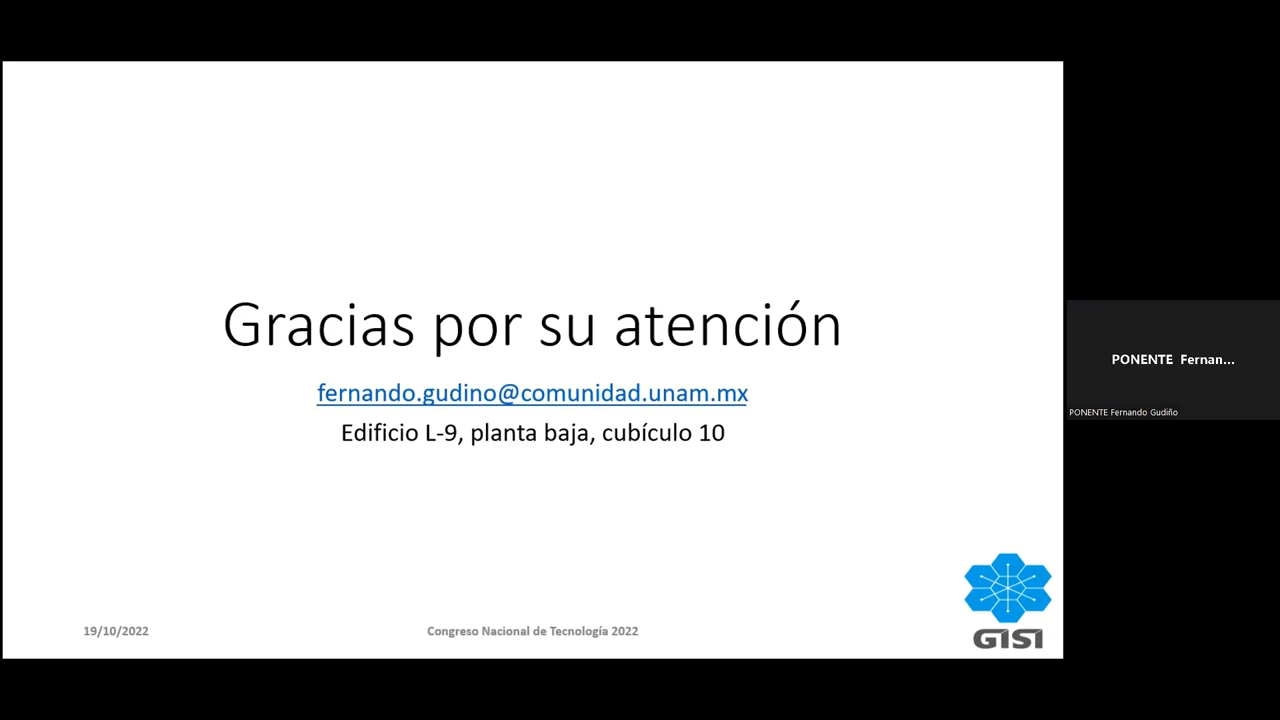 Gracias por su atención
fernando.gudino@comunidad.unam.mx
Edificio L-9, planta baja, cubículo 10
PONENTE Fernan...
PONENTE Fernando Gudiño
19/10/2022
Congreso Nacional de Tecnología 2022
GISI